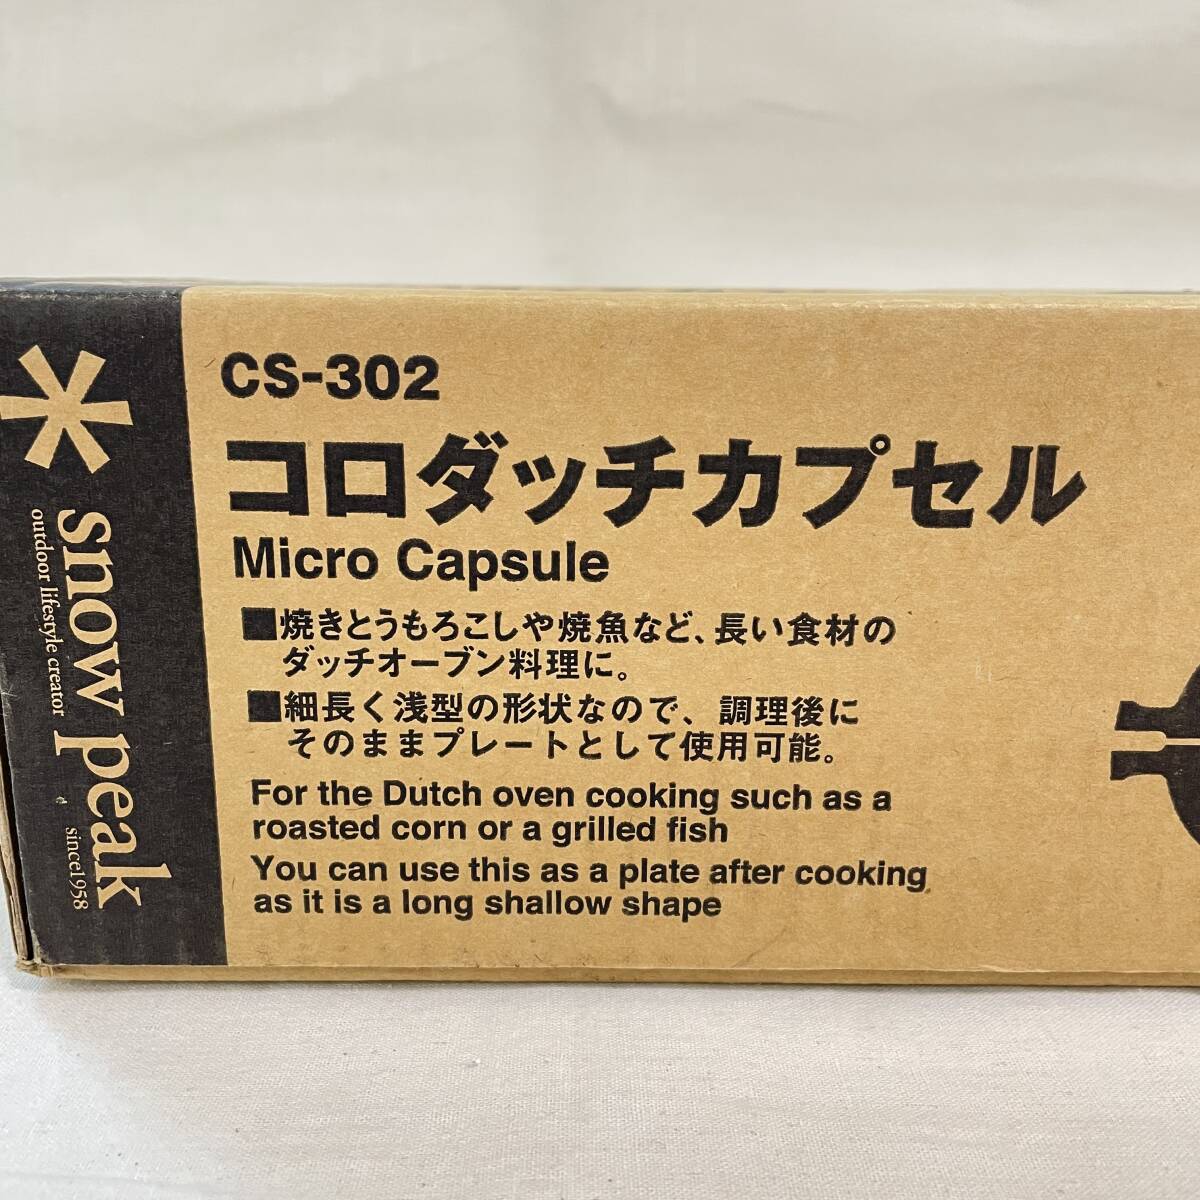 snow peak
outdoor lifestyle creator
since1958
CS-302
コロダッチカプセル
Micro Capsule
■焼きとうもろこしや焼魚など、長い食材の
ダッチオーブン料理に。
■細長く浅型の形状なので、調理後に
そのままプレートとして使用可能。
For the Dutch oven cooking such as a
roasted corn or a grilled fish
You can use this as a plate after cooking
as it is a long shallow shape